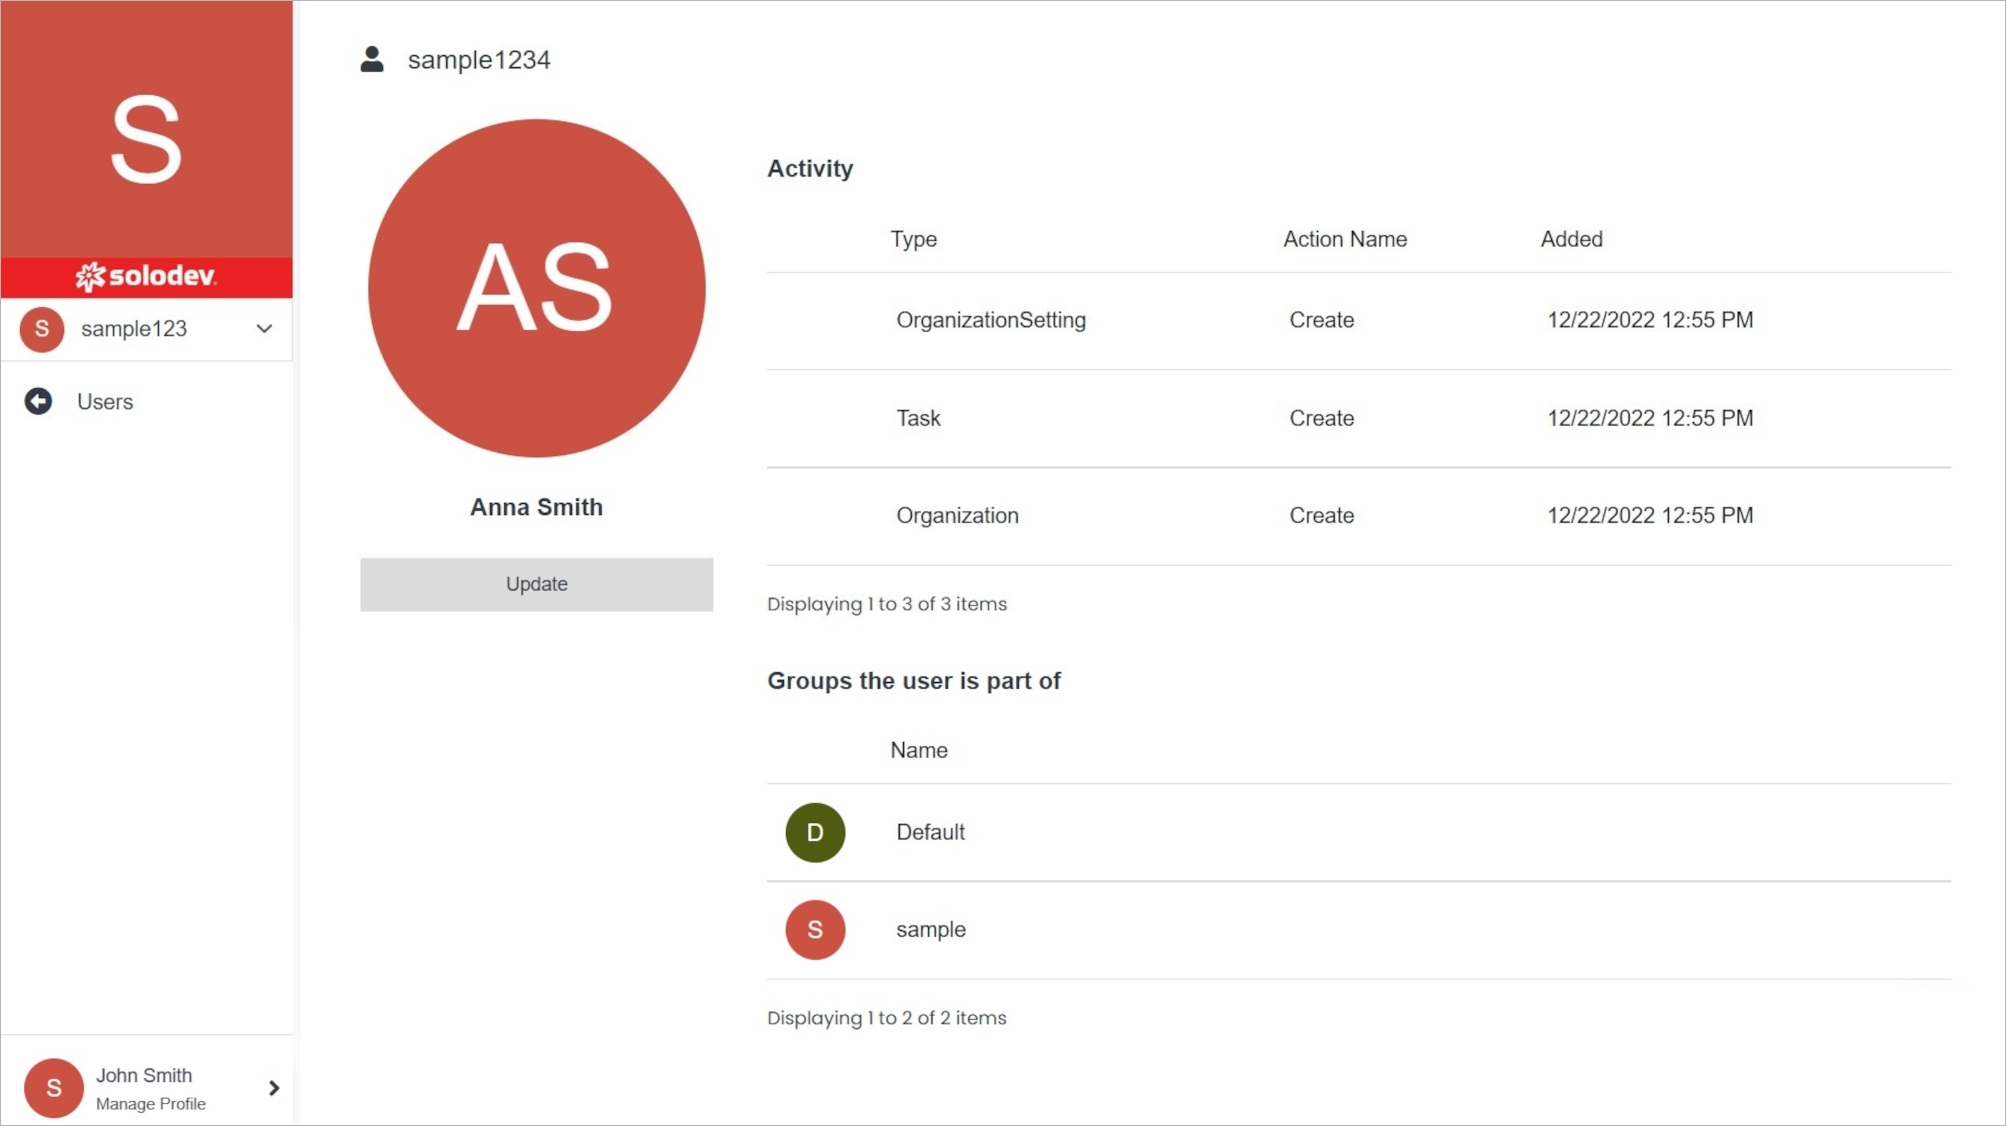 S
solodev
S sample123
Users
sample1234
AS
Anna Smith
Update
Activity
Type Action Name Added
OrganizationSetting Create 12/22/2022 12:55 PM
Task Create 12/22/2022 12:55 PM
Organization Create 12/22/2022 12:55 PM
Displaying 1 to 3 of 3 items
Groups the user is part of
Name
D Default
S sample
Displaying 1 to 2 of 2 items
S John Smith
Manage Profile